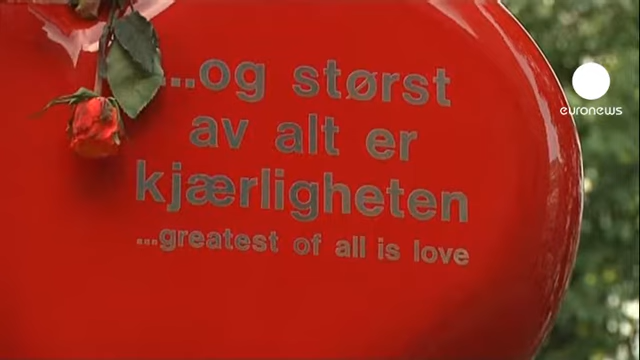 ...og størst
av alt er
kjærligheten
...greatest of all is love
euronews